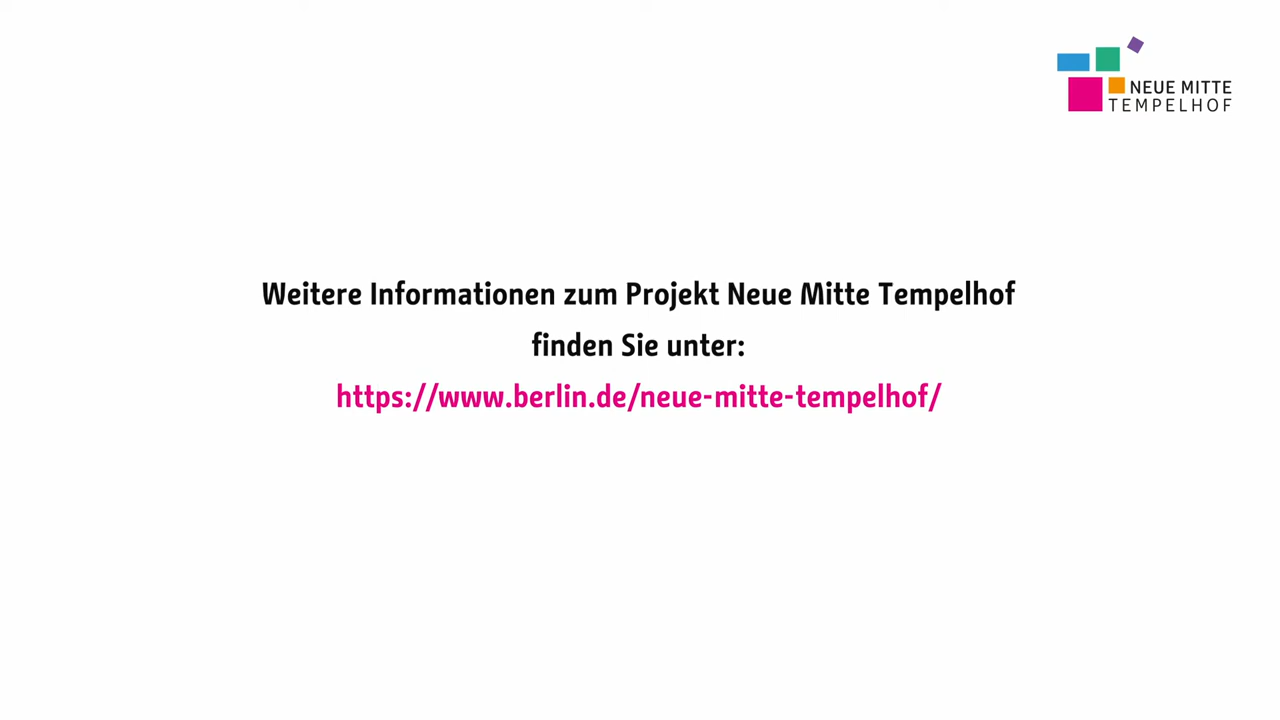 NEUE MITTE
TEMPELHOF
Weitere Informationen zum Projekt Neue Mitte Tempelhof
finden Sie unter:
https://www.berlin.de/neue-mitte-tempelhof/